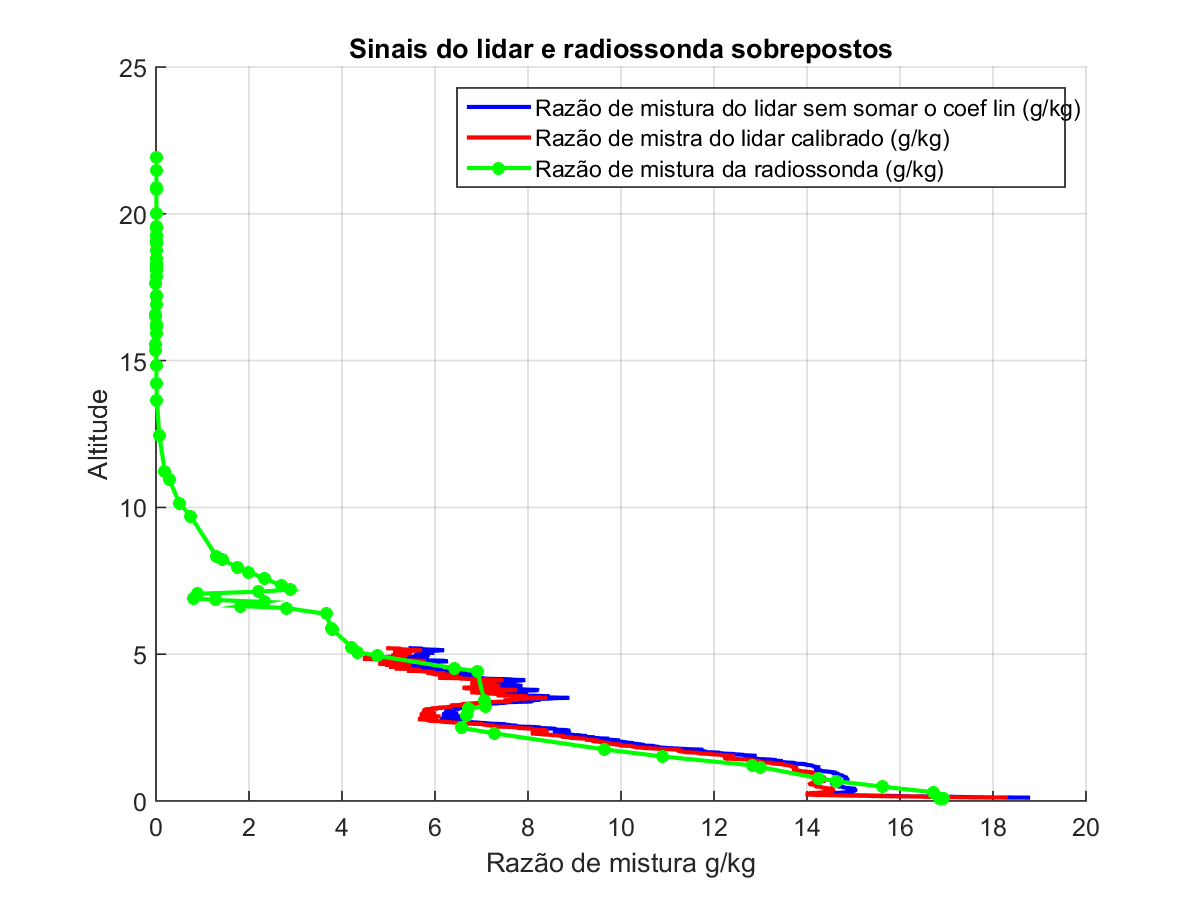 Sinais do lidar e radiossonda sobrepostos
25
Razão de mistura do lidar sem somar o coef lin (g/kg)
Razão de mistra do lidar calibrado (g/kg)
Razão de mistura da radiossonda (g/kg)
20
15
Altitude
10
5
0
0 2 4 6 8 10 12 14 16 18 20
Razão de mistura g/kg